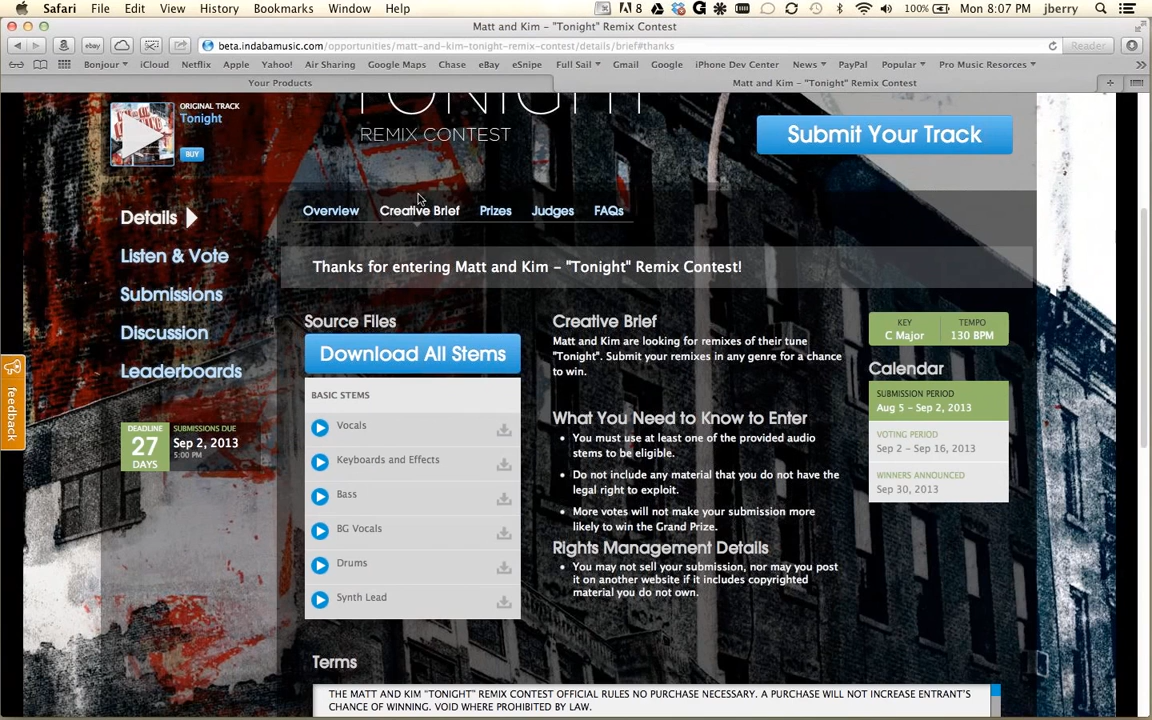 Safari File Edit View History Bookmarks Window Help
8 100% Mon 8:07 PM jberry
Matt and Kim – "Tonight" Remix Contest
beta.indabamusic.com/opportunities/matt-and-kim-tonight-remix-contest/details/brief#thanks
Reader
Bonjour iCloud Netflix Apple Yahoo! Air Sharing Google Maps Chase eBay eSnipe Full Sail Gmail Google iPhone Dev Center News PayPal Popular Pro Music Resorces
Your Products
Matt and Kim – "Tonight" Remix Contest
TONIGHT
REMIX CONTEST
ORIGINAL TRACK
Tonight
BUY
Submit Your Track
Details
Listen & Vote
Submissions
Discussion
Leaderboards
DEADLINE
27
DAYS
SUBMISSIONS DUE
Sep 2, 2013
5:00 PM
feedback
Overview Creative Brief Prizes Judges FAQs
Thanks for entering Matt and Kim – "Tonight" Remix Contest!
Source Files
Download All Stems
BASIC STEMS
Vocals
Keyboards and Effects
Bass
BG Vocals
Drums
Synth Lead
Creative Brief
Matt and Kim are looking for remixes of their tune
"Tonight". Submit your remixes in any genre for a chance
to win.
What You Need to Know to Enter
• You must use at least one of the provided audio
stems to be eligible.
• Do not include any material that you do not have the
legal right to exploit.
• More votes will not make your submission more
likely to win the Grand Prize.
Rights Management Details
• You may not sell your submission, nor may you post
it on another website if it includes copyrighted
material you do not own.
KEY
C Major
TEMPO
130 BPM
Calendar
SUBMISSION PERIOD
Aug 5 – Sep 2, 2013
VOTING PERIOD
Sep 2 – Sep 16, 2013
WINNERS ANNOUNCED
Sep 30, 2013
Terms
THE MATT AND KIM "TONIGHT" REMIX CONTEST OFFICIAL RULES NO PURCHASE NECESSARY. A PURCHASE WILL NOT INCREASE ENTRANT'S
CHANCE OF WINNING. VOID WHERE PROHIBITED BY LAW.